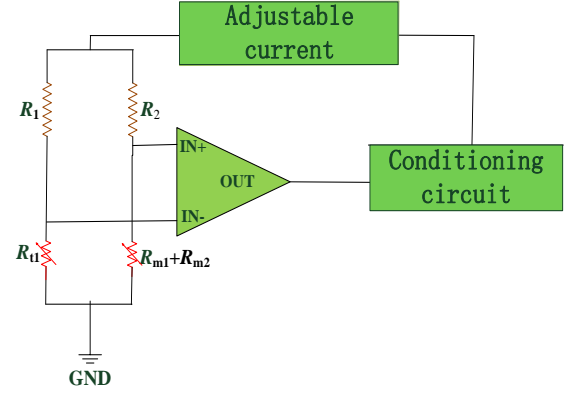 Adjustable
current
R1
R2
IN+
Conditioning
circuit
OUT
IN-
Rt1
Rm1+Rm2
GND